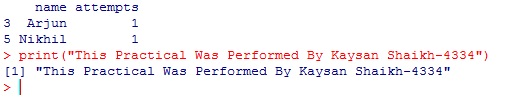 name attempts
3  Arjun        1
5 Nikhil        1
> print("This Practical Was Performed By Kaysan Shaikh-4334")
[1] "This Practical Was Performed By Kaysan Shaikh-4334"
>